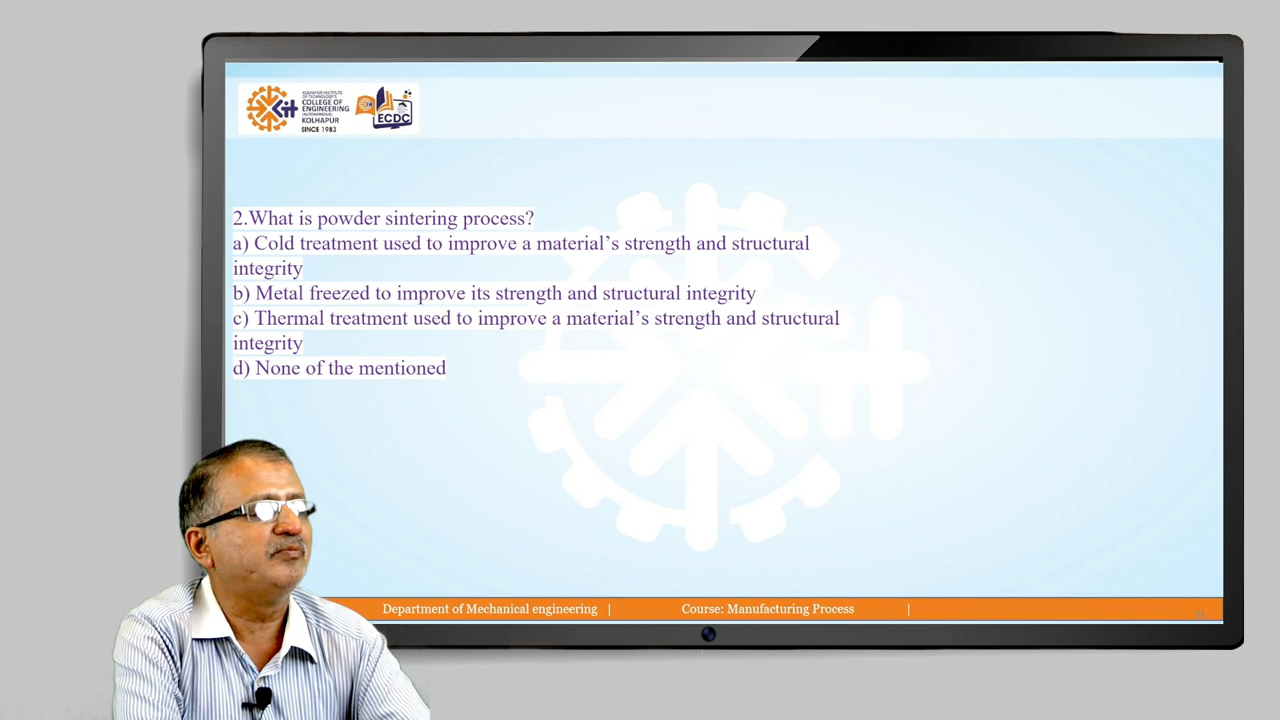 KOLHAPUR INSTITUTE
OF TECHNOLOGY'S
COLLEGE OF
ENGINEERING
(AUTONOMOUS),
KOLHAPUR
SINCE 1983
ECDC
2.What is powder sintering process?
a) Cold treatment used to improve a material’s strength and structural
integrity
b) Metal freezed to improve its strength and structural integrity
c) Thermal treatment used to improve a material’s strength and structural
integrity
d) None of the mentioned
Department of Mechanical engineering | Course: Manufacturing Process |